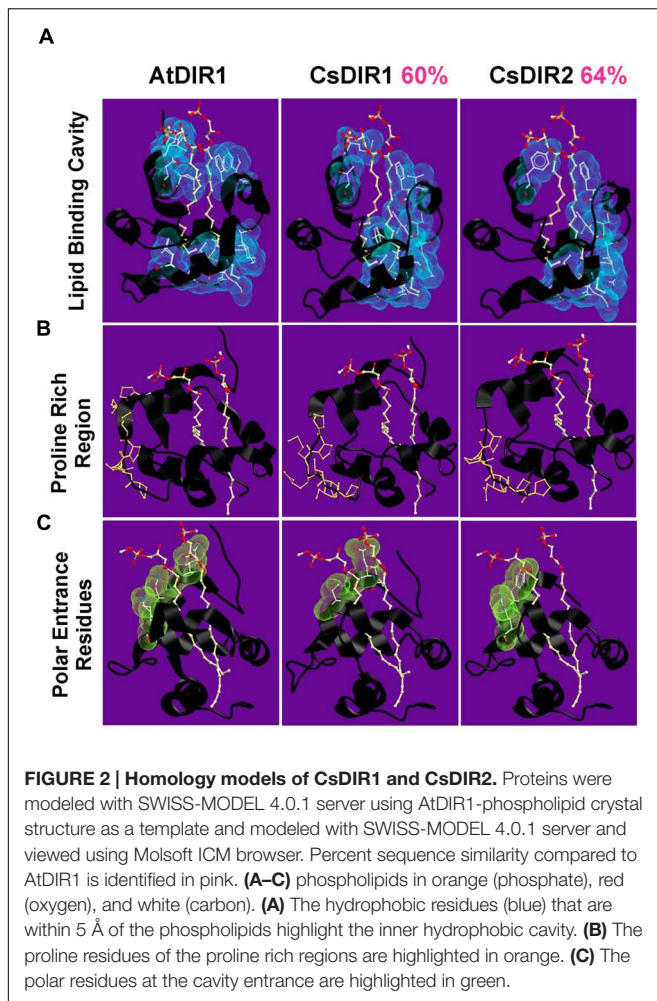 A
AtDIR1 CsDIR1 60% CsDIR2 64%
Lipid Binding Cavity
B
Proline Rich
Region
C
Polar Entrance
Residues
FIGURE 2 | Homology models of CsDIR1 and CsDIR2. Proteins were
modeled with SWISS-MODEL 4.0.1 server using AtDIR1-phospholipid crystal
structure as a template and modeled with SWISS-MODEL 4.0.1 server and
viewed using Molsoft ICM browser. Percent sequence similarity compared to
AtDIR1 is identified in pink. (A–C) phospholipids in orange (phosphate), red
(oxygen), and white (carbon). (A) The hydrophobic residues (blue) that are
within 5 Å of the phospholipids highlight the inner hydrophobic cavity. (B) The
proline residues of the proline rich regions are highlighted in orange. (C) The
polar residues at the cavity entrance are highlighted in green.